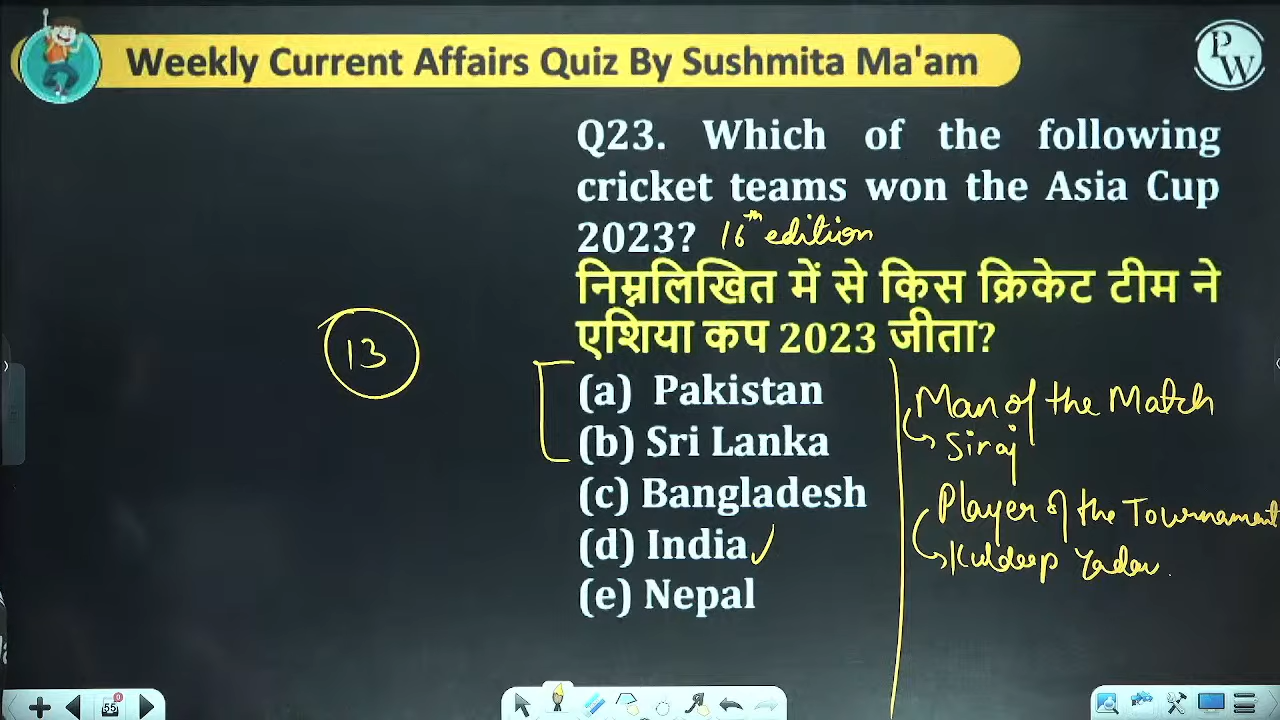 Weekly Current Affairs Quiz By Sushmita Ma'am
PW
Q23. Which of the following
cricket teams won the Asia Cup
2023? 16th edition
निम्नलिखित में से किस क्रिकेट टीम ने
एशिया कप 2023 जीता?
13
(a) Pakistan
(b) Sri Lanka
(c) Bangladesh
(d) India
(e) Nepal
Man of the Match
Siraj
Player of the Tournament
Kuldeep Yadav
55